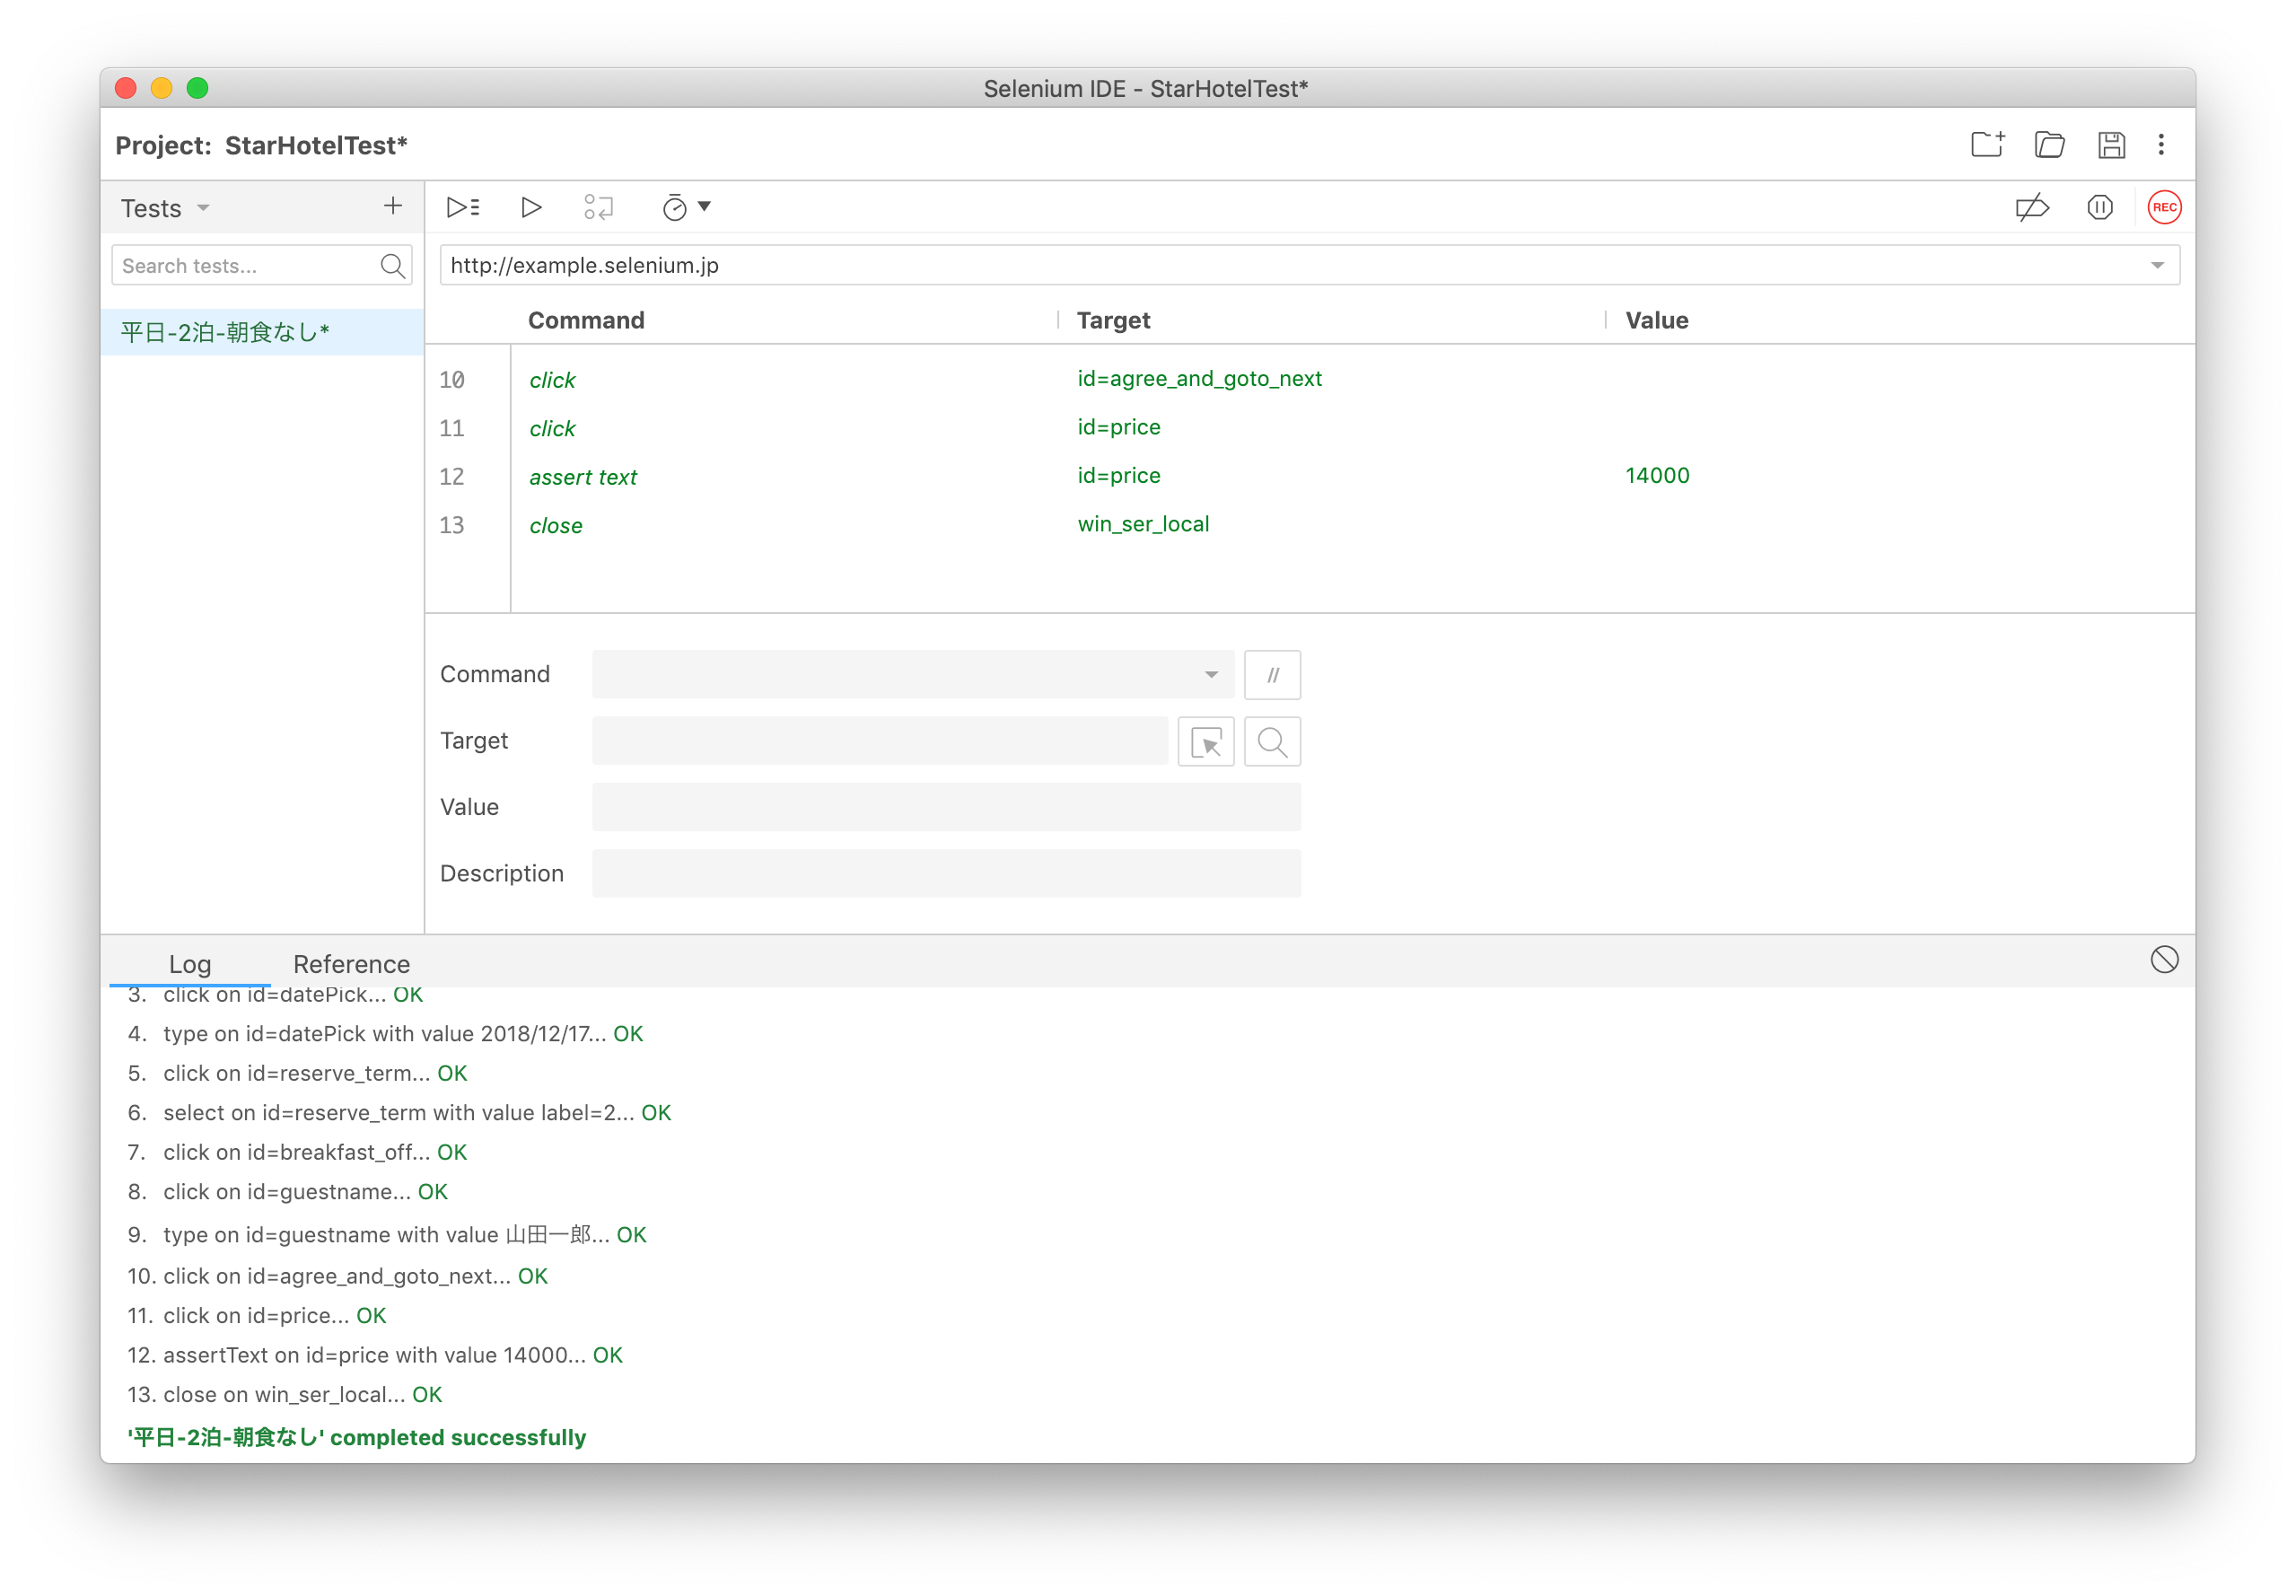 Selenium IDE - StarHotelTest*
Project: StarHotelTest*
Tests
REC
Search tests...
http://example.selenium.jp
平日-2泊-朝食なし*
Command Target Value
10 click id=agree_and_goto_next
11 click id=price
12 assert text id=price 14000
13 close win_ser_local
Command //
Target
Value
Description
Log Reference
3. click on id=datePick... OK
4. type on id=datePick with value 2018/12/17... OK
5. click on id=reserve_term... OK
6. select on id=reserve_term with value label=2... OK
7. click on id=breakfast_off... OK
8. click on id=guestname... OK
9. type on id=guestname with value 山田一郎... OK
10. click on id=agree_and_goto_next... OK
11. click on id=price... OK
12. assertText on id=price with value 14000... OK
13. close on win_ser_local... OK
'平日-2泊-朝食なし' completed successfully